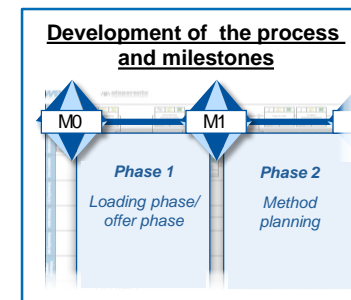 Development of the process
and milestones
M0
M1
Phase 1
Loading phase/
offer phase
Phase 2
Method
planning